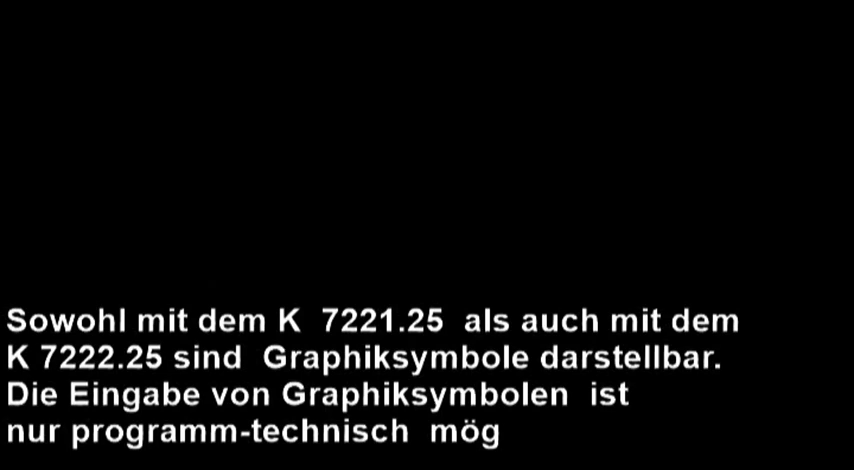 Sowohl mit dem K 7221.25 als auch mit dem
K 7222.25 sind Graphiksymbole darstellbar.
Die Eingabe von Graphiksymbolen ist
nur programm-technisch mög